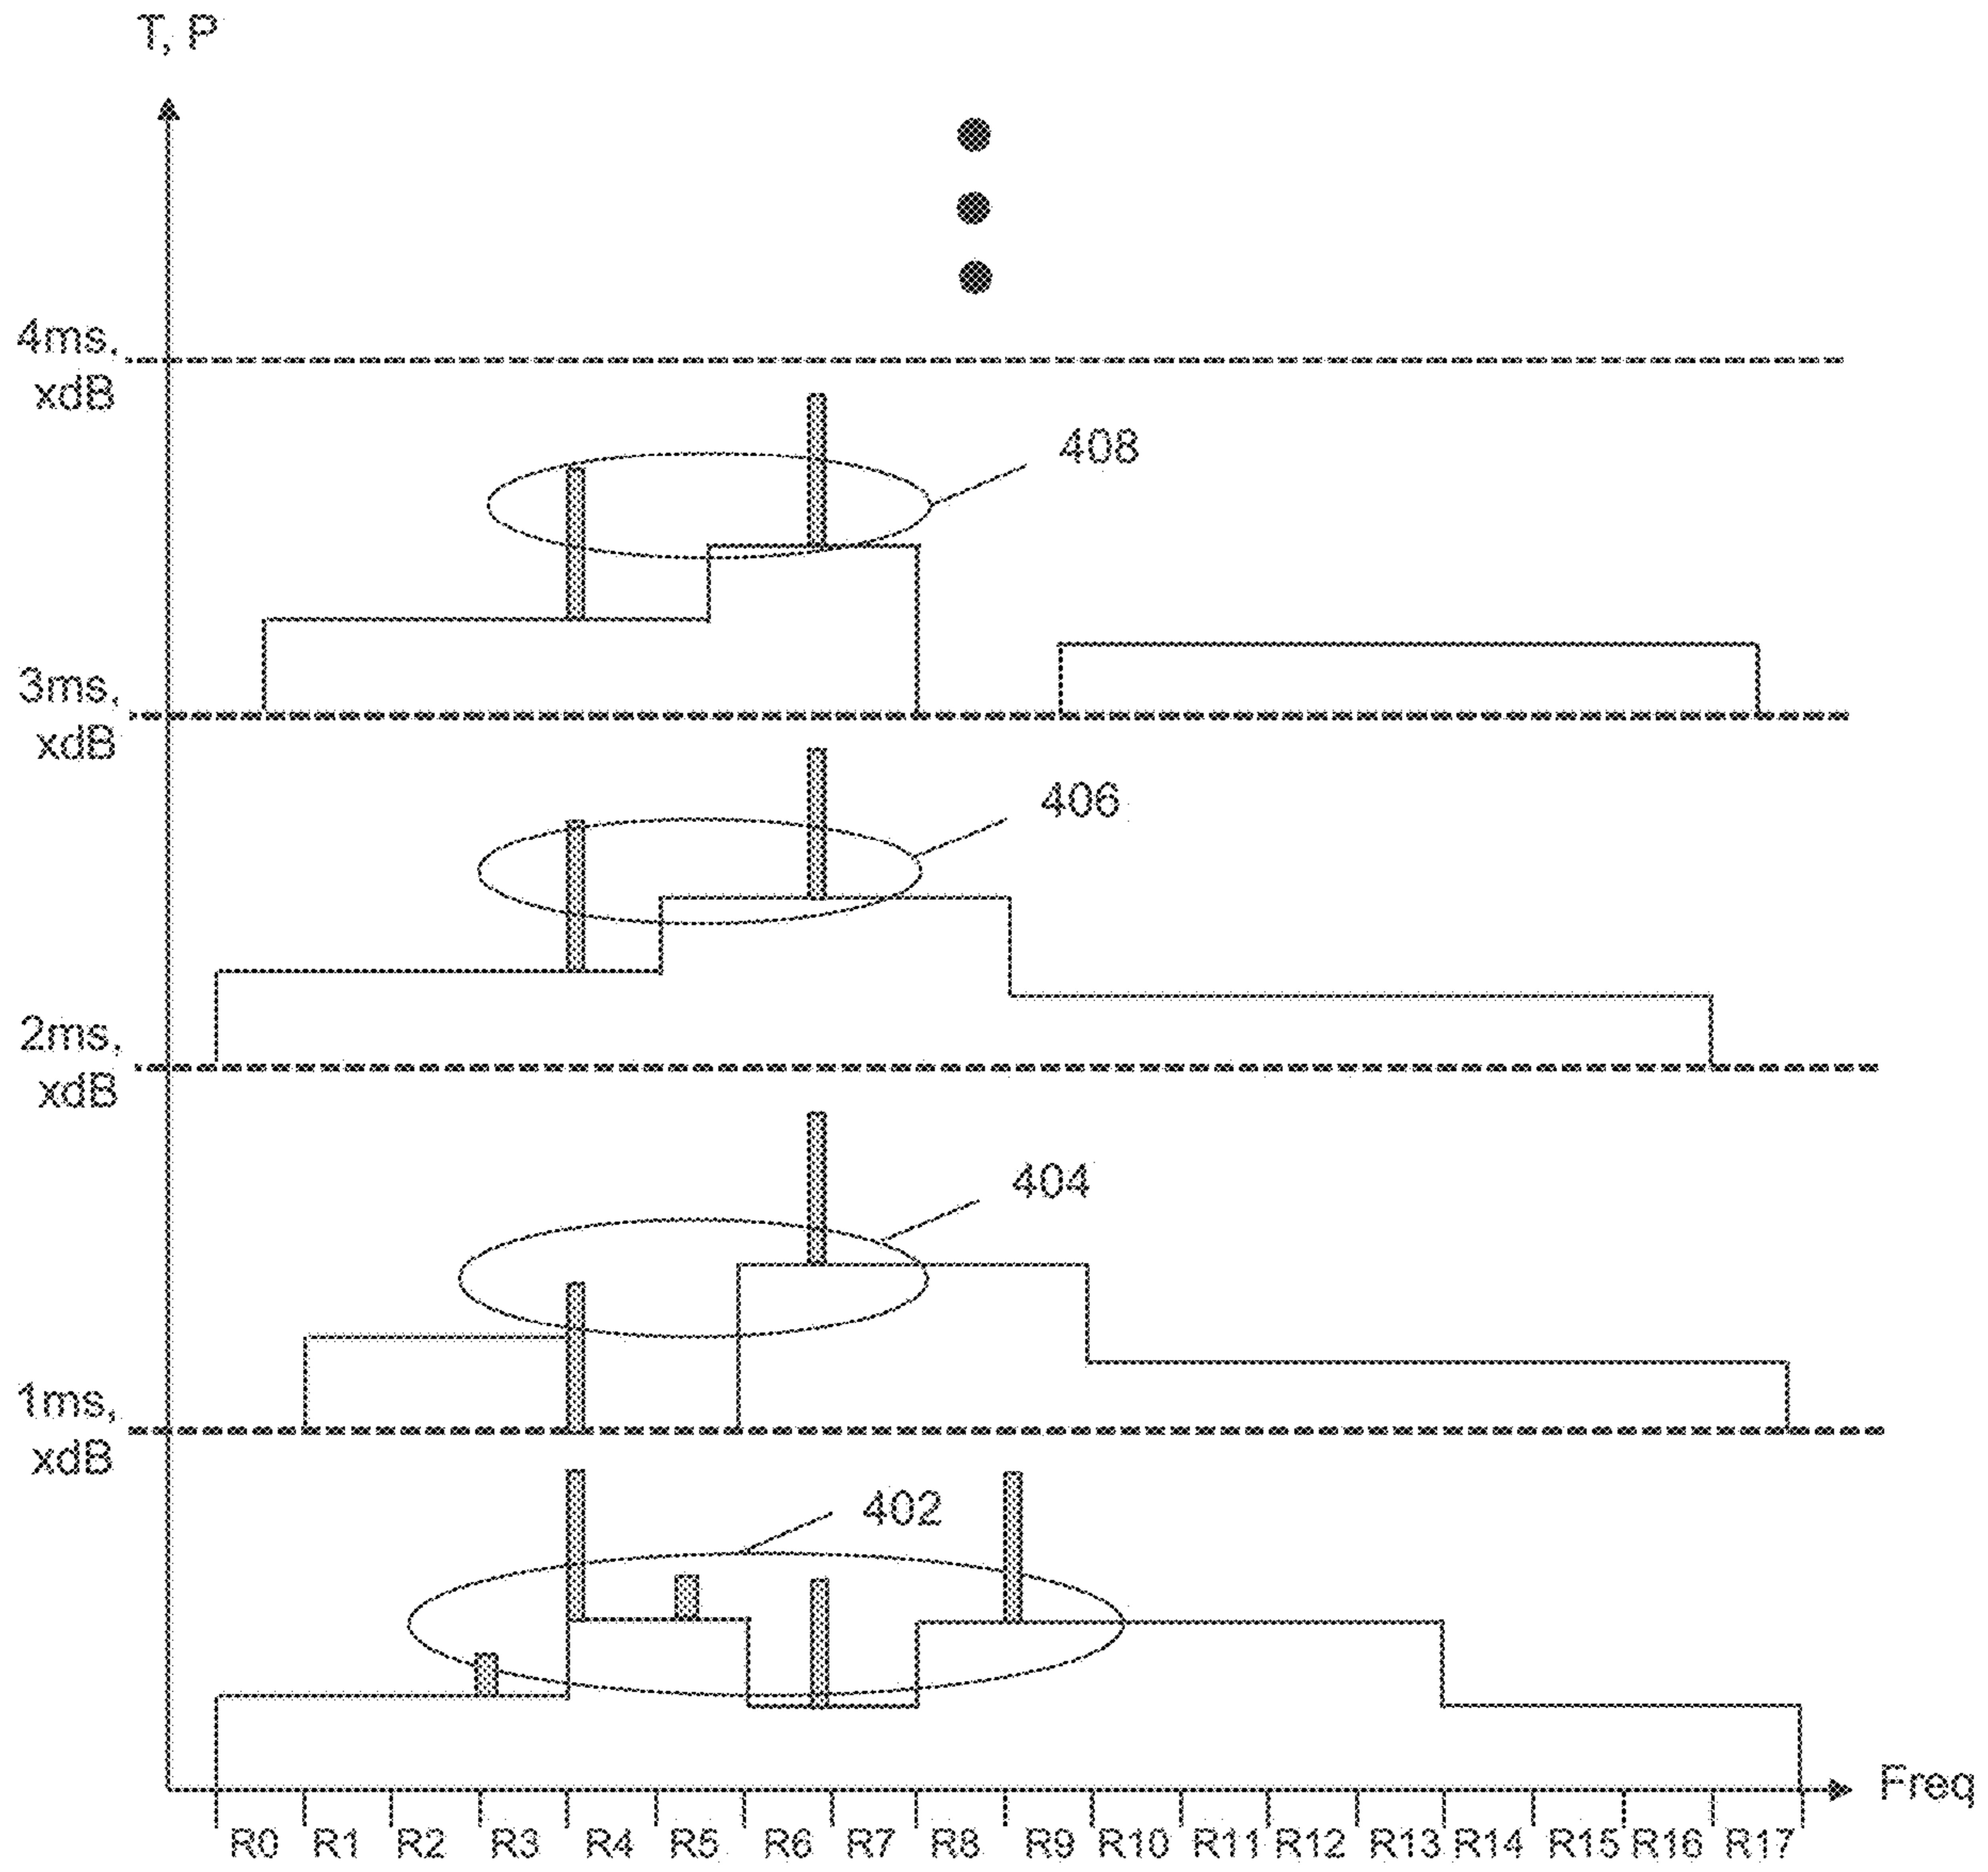 T, P
4ms,
xdB
408
3ms,
xdB
406
2ms,
xdB
404
1ms,
xdB
402
Freq
R0 R1 R2 R3 R4 R5 R6 R7 R8 R9 R10 R11 R12 R13 R14 R15 R16 R17